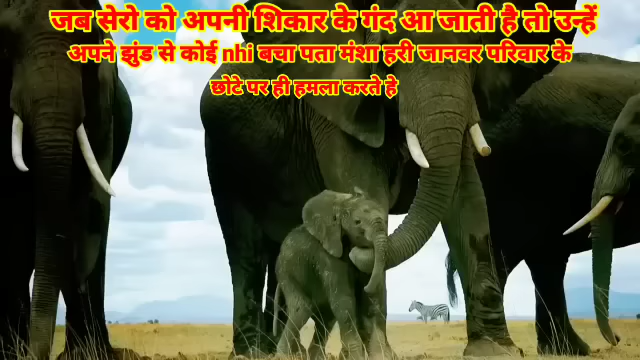 जब सेरो को अपनी शिकार के गंद आ जाती है तो उन्हें
अपने झुंड से कोई nhi बचा पता मंशा हरी जानवर परिवार के
छोटे पर ही हमला करते हे